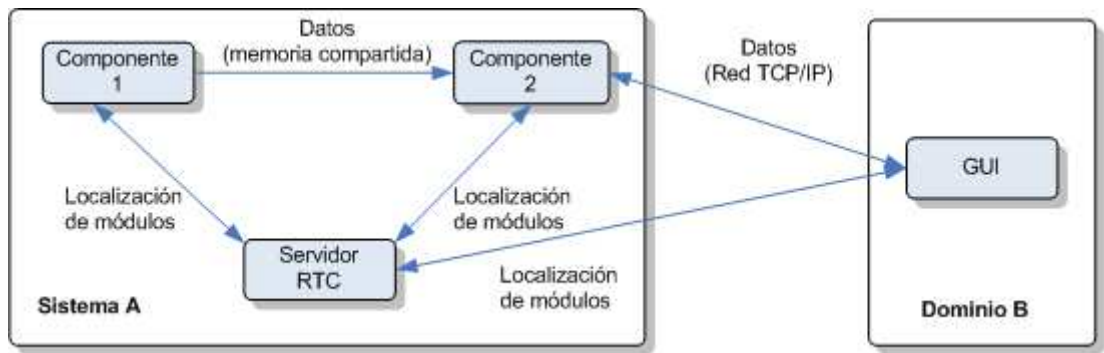 Datos
(memoria compartida)
Componente
1
Componente
2
Datos
(Red TCP/IP)
GUI
Localización
de módulos
Localización
de módulos
Servidor
RTC
Localización
de módulos
Sistema A
Dominio B